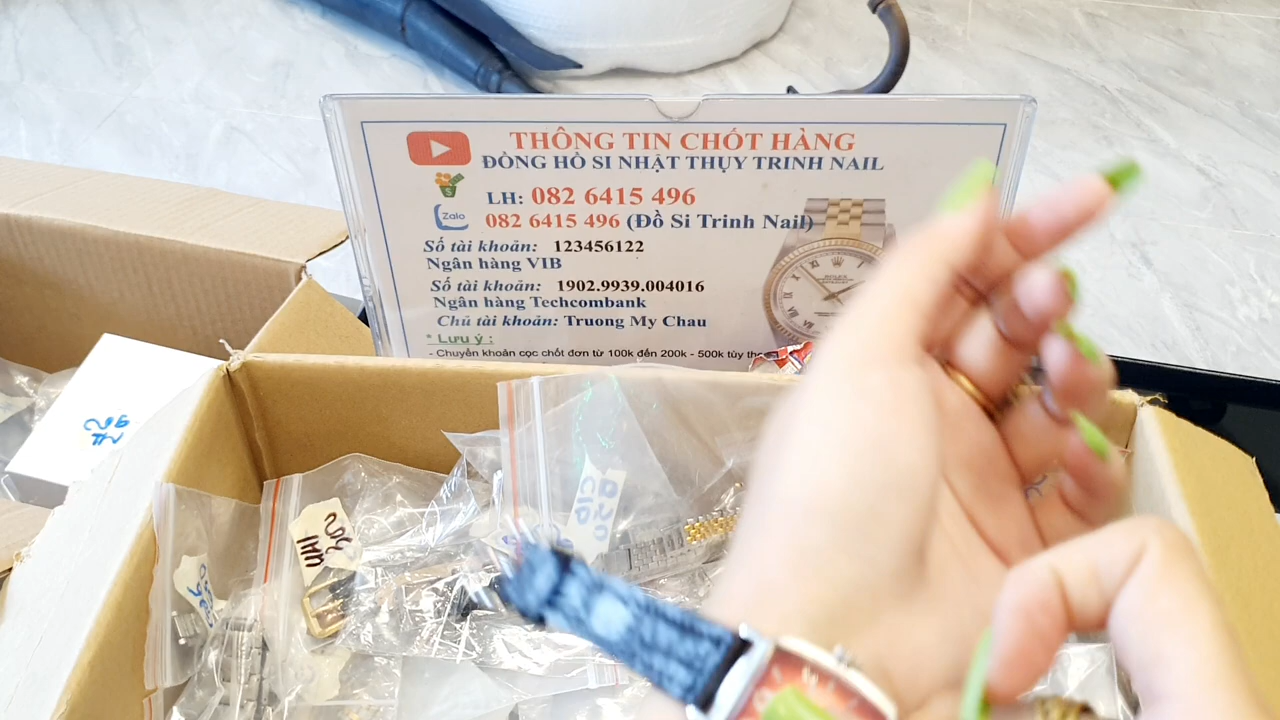 THÔNG TIN CHỐT HÀNG
ĐỒNG HỒ SI NHẬT THỤY TRINH NAIL
LH: 082 6415 496
Zalo
082 6415 496 (Đồ Si Trinh Nail)
Số tài khoản: 123456122
Ngân hàng VIB
Số tài khoản: 1902.9939.004016
Ngân hàng Techcombank
Chủ tài khoản: Truong My Chau
* Lưu ý :
- Chuyển khoản cọc chốt đơn từ 100k đến 200k - 500k tùy
ROLEX